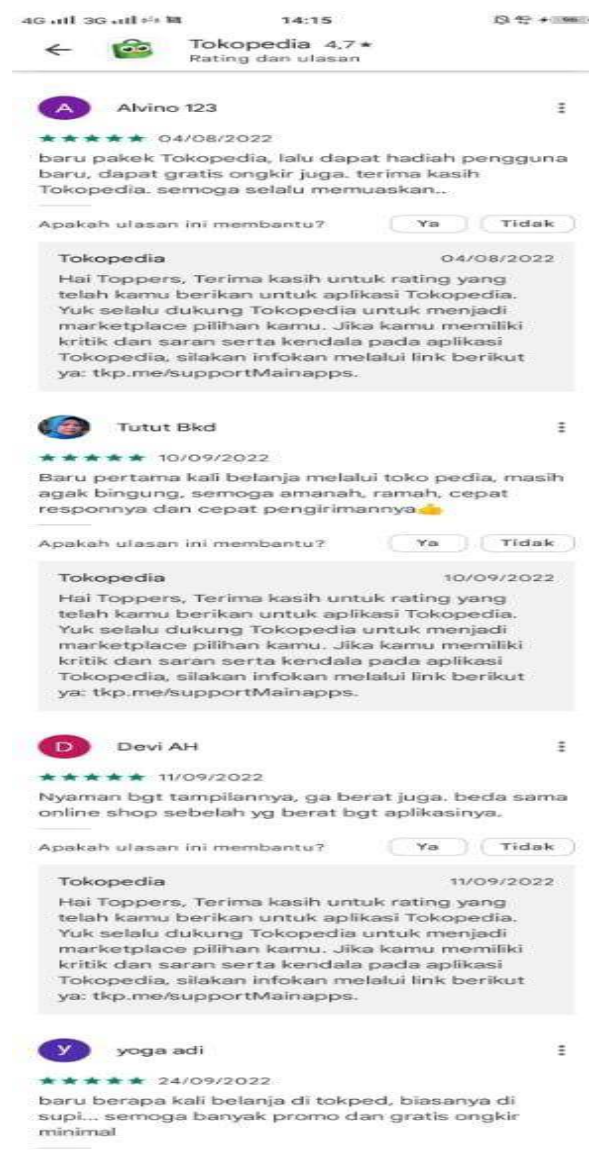 4G 3G 14:15
Tokopedia 4,7★
Rating dan ulasan
A Alvino 123
★★★★★ 04/08/2022
baru pakek Tokopedia, lalu dapat hadiah pengguna
baru, dapat gratis ongkir juga. terima kasih
Tokopedia. semoga selalu memuaskan..
Apakah ulasan ini membantu? Ya Tidak
Tokopedia 04/08/2022
Hai Toppers, Terima kasih untuk rating yang
telah kamu berikan untuk aplikasi Tokopedia.
Yuk selalu dukung Tokopedia untuk menjadi
marketplace pilihan kamu. Jika kamu memiliki
kritik dan saran serta kendala pada aplikasi
Tokopedia, silakan infokan melalui link berikut
ya: tkp.me/supportMainapps.
Tutut Bkd
★★★★★ 10/09/2022
Baru pertama kali belanja melalui toko pedia, masih
agak bingung, semoga amanah, ramah, cepat
responnya dan cepat pengirimannya👍
Apakah ulasan ini membantu? Ya Tidak
Tokopedia 10/09/2022
Hai Toppers, Terima kasih untuk rating yang
telah kamu berikan untuk aplikasi Tokopedia.
Yuk selalu dukung Tokopedia untuk menjadi
marketplace pilihan kamu. Jika kamu memiliki
kritik dan saran serta kendala pada aplikasi
Tokopedia, silakan infokan melalui link berikut
ya: tkp.me/supportMainapps.
D Devi AH
★★★★★ 11/09/2022
Nyaman bgt tampilannya, ga berat juga. beda sama
online shop sebelah yg berat bgt aplikasinya.
Apakah ulasan ini membantu? Ya Tidak
Tokopedia 11/09/2022
Hai Toppers, Terima kasih untuk rating yang
telah kamu berikan untuk aplikasi Tokopedia.
Yuk selalu dukung Tokopedia untuk menjadi
marketplace pilihan kamu. Jika kamu memiliki
kritik dan saran serta kendala pada aplikasi
Tokopedia, silakan infokan melalui link berikut
ya: tkp.me/supportMainapps.
y yoga adi
★★★★★ 24/09/2022
baru berapa kali belanja di tokped, biasanya di
supi... semoga banyak promo dan gratis ongkir
minimal